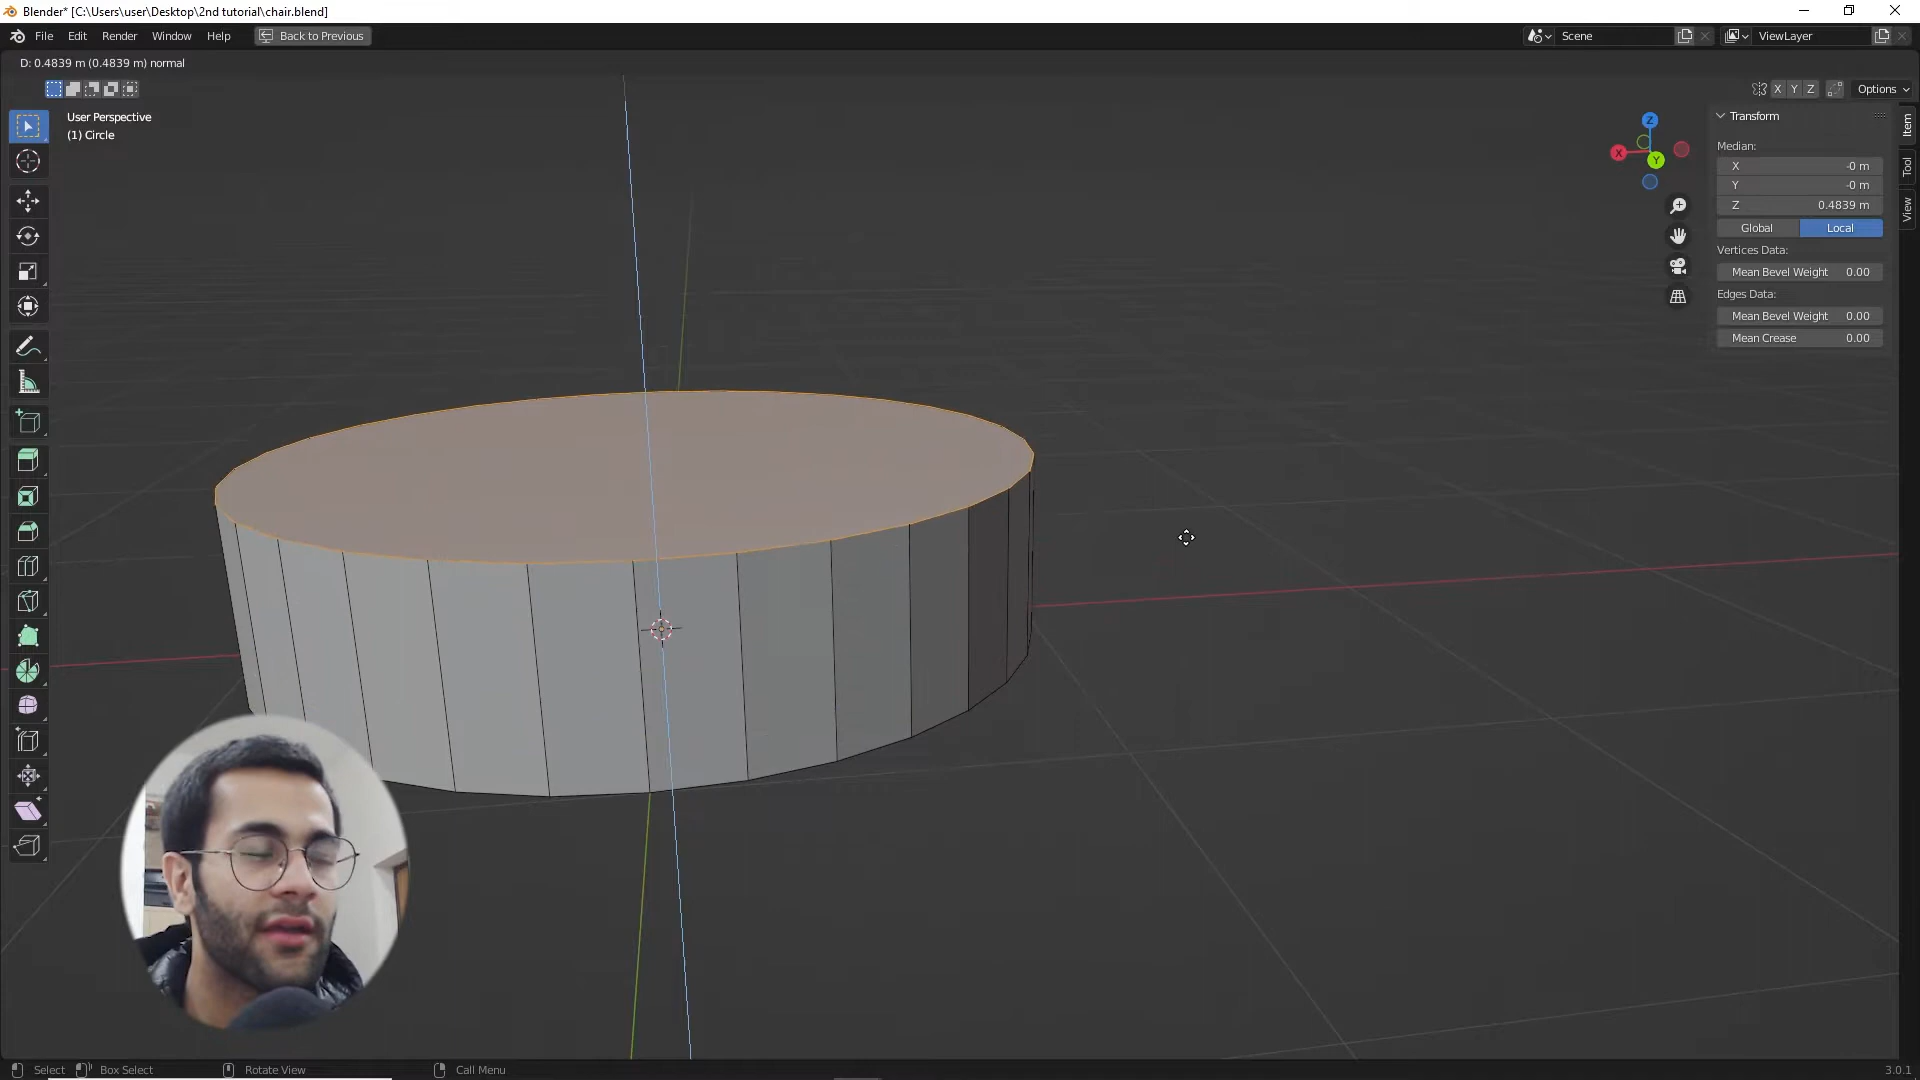 Blender* [C:\Users\user\Desktop\2nd tutorial\chair.blend]
File Edit Render Window Help Back to Previous Scene ViewLayer
D: 0.4839 m (0.4839 m) normal
X Y Z Options
User Perspective
(1) Circle
Z
X
Y
Transform
Median:
X -0 m
Y -0 m
Z 0.4839 m
Global Local
Vertices Data:
Mean Bevel Weight 0.00
Edges Data:
Mean Bevel Weight 0.00
Mean Crease 0.00
Item
Tool
View
Select Box Select Rotate View Call Menu 3.0.1